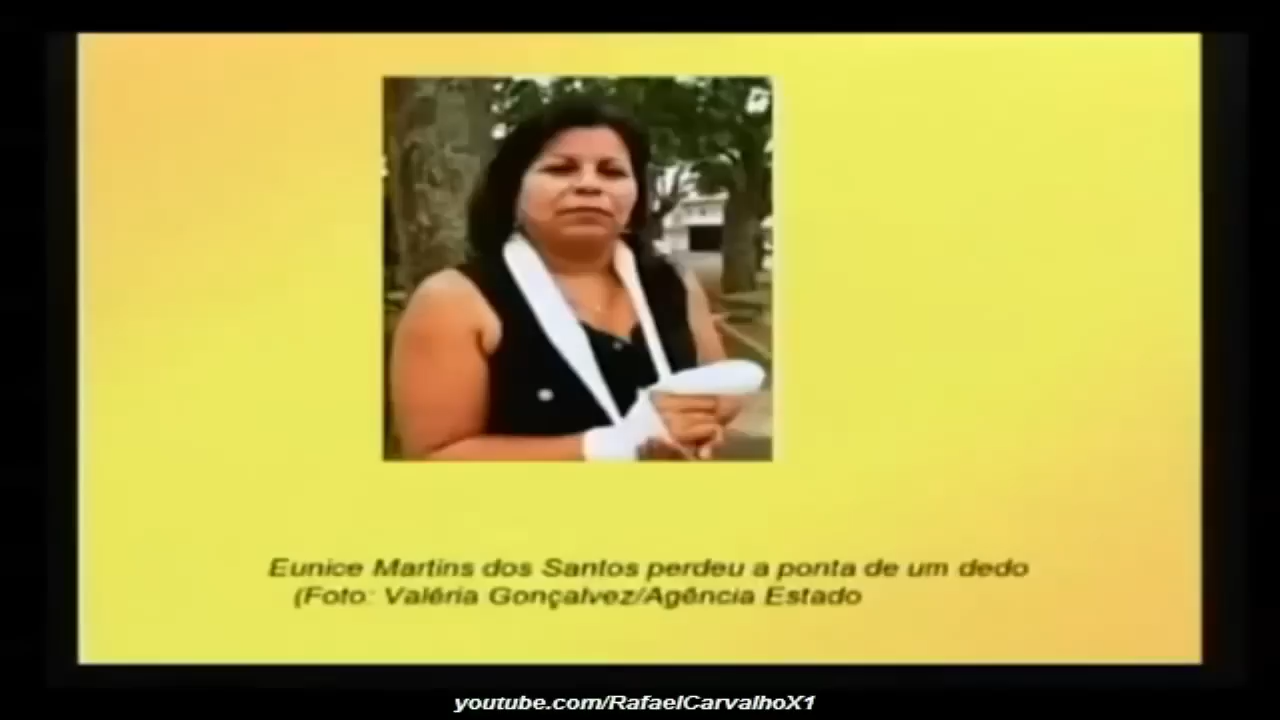 Eunice Martins dos Santos perdeu a ponta de um dedo
(Foto: Valéria Gonçalvez/Agência Estado
youtube.com/RafaelCarvalhoX1